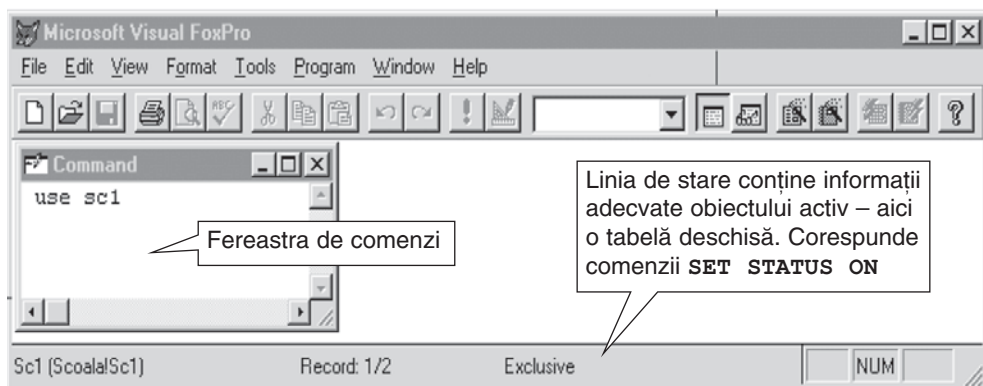 Microsoft Visual FoxPro
File Edit View Format Tools Program Window Help
Command
use sc1
Fereastra de comenzi
Linia de stare conține informații
adecvate obiectului activ – aici
o tabelă deschisă. Corespunde
comenzii SET STATUS ON
Sc1 (Scoala!Sc1) Record: 1/2 Exclusive NUM